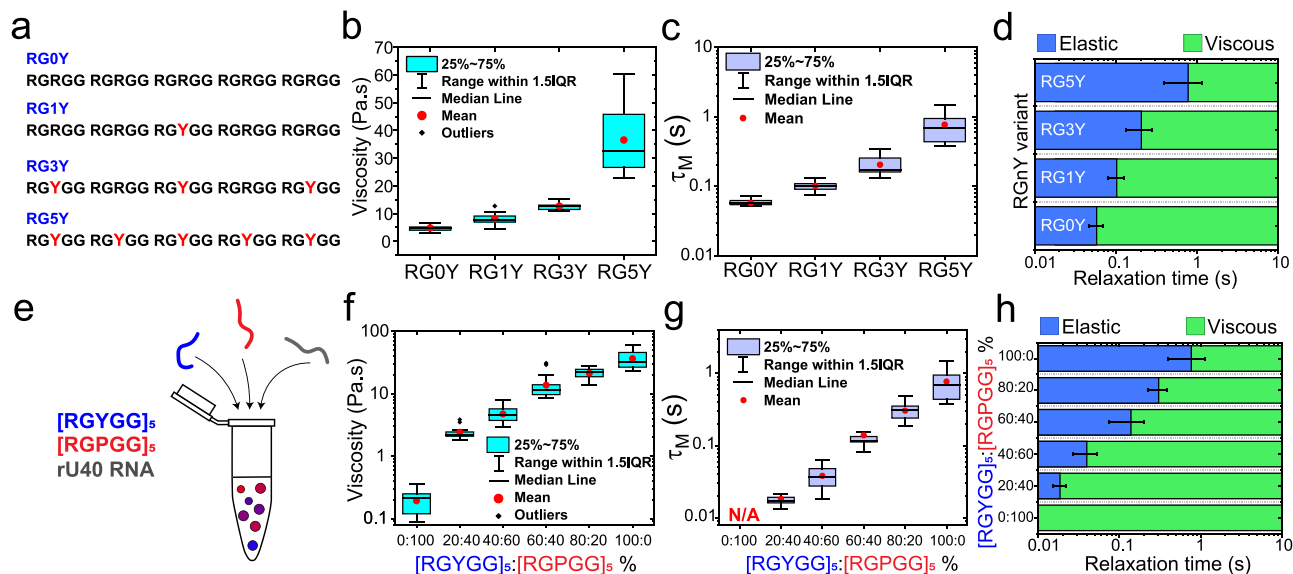 a
RG0Y
RGRGG RGRGG RGRGG RGRGG RGRGG
RG1Y
RGRGG RGRGG RGYGG RGRGG RGRGG
RG3Y
RGYGG RGRGG RGYGG RGRGG RGYGG
RG5Y
RGYGG RGYGG RGYGG RGYGG RGYGG
b
Viscosity (Pa.s)
70
60
50
40
30
20
10
0
25%~75%
Range within 1.5IQR
Median Line
Mean
Outliers
RG0Y RG1Y RG3Y RG5Y
c
τM (s)
10
1
0.1
0.01
25%~75%
Range within 1.5IQR
Median Line
Mean
RG0Y RG1Y RG3Y RG5Y
d
Elastic Viscous
RGnY variant
RG5Y
RG3Y
RG1Y
RG0Y
0.01 0.1 1 10
Relaxation time (s)
e
[RGYGG]₅
[RGPGG]₅
rU40 RNA
f
Viscosity (Pa.s)
100
10
1
0.1
25%~75%
Range within 1.5IQR
Median Line
Mean
Outliers
0:100 20:40 40:60 60:40 80:20 100:0
[RGYGG]₅:[RGPGG]₅ %
g
τM (s)
1
0.1
0.01
25%~75%
Range within 1.5IQR
Median Line
Mean
N/A
0:100 20:40 40:60 60:40 80:20 100:0
[RGYGG]₅:[RGPGG]₅ %
h
Elastic Viscous
[RGYGG]₅:[RGPGG]₅ %
100:0
80:20
60:40
40:60
20:40
0:100
0.01 0.1 1 10
Relaxation time (s)